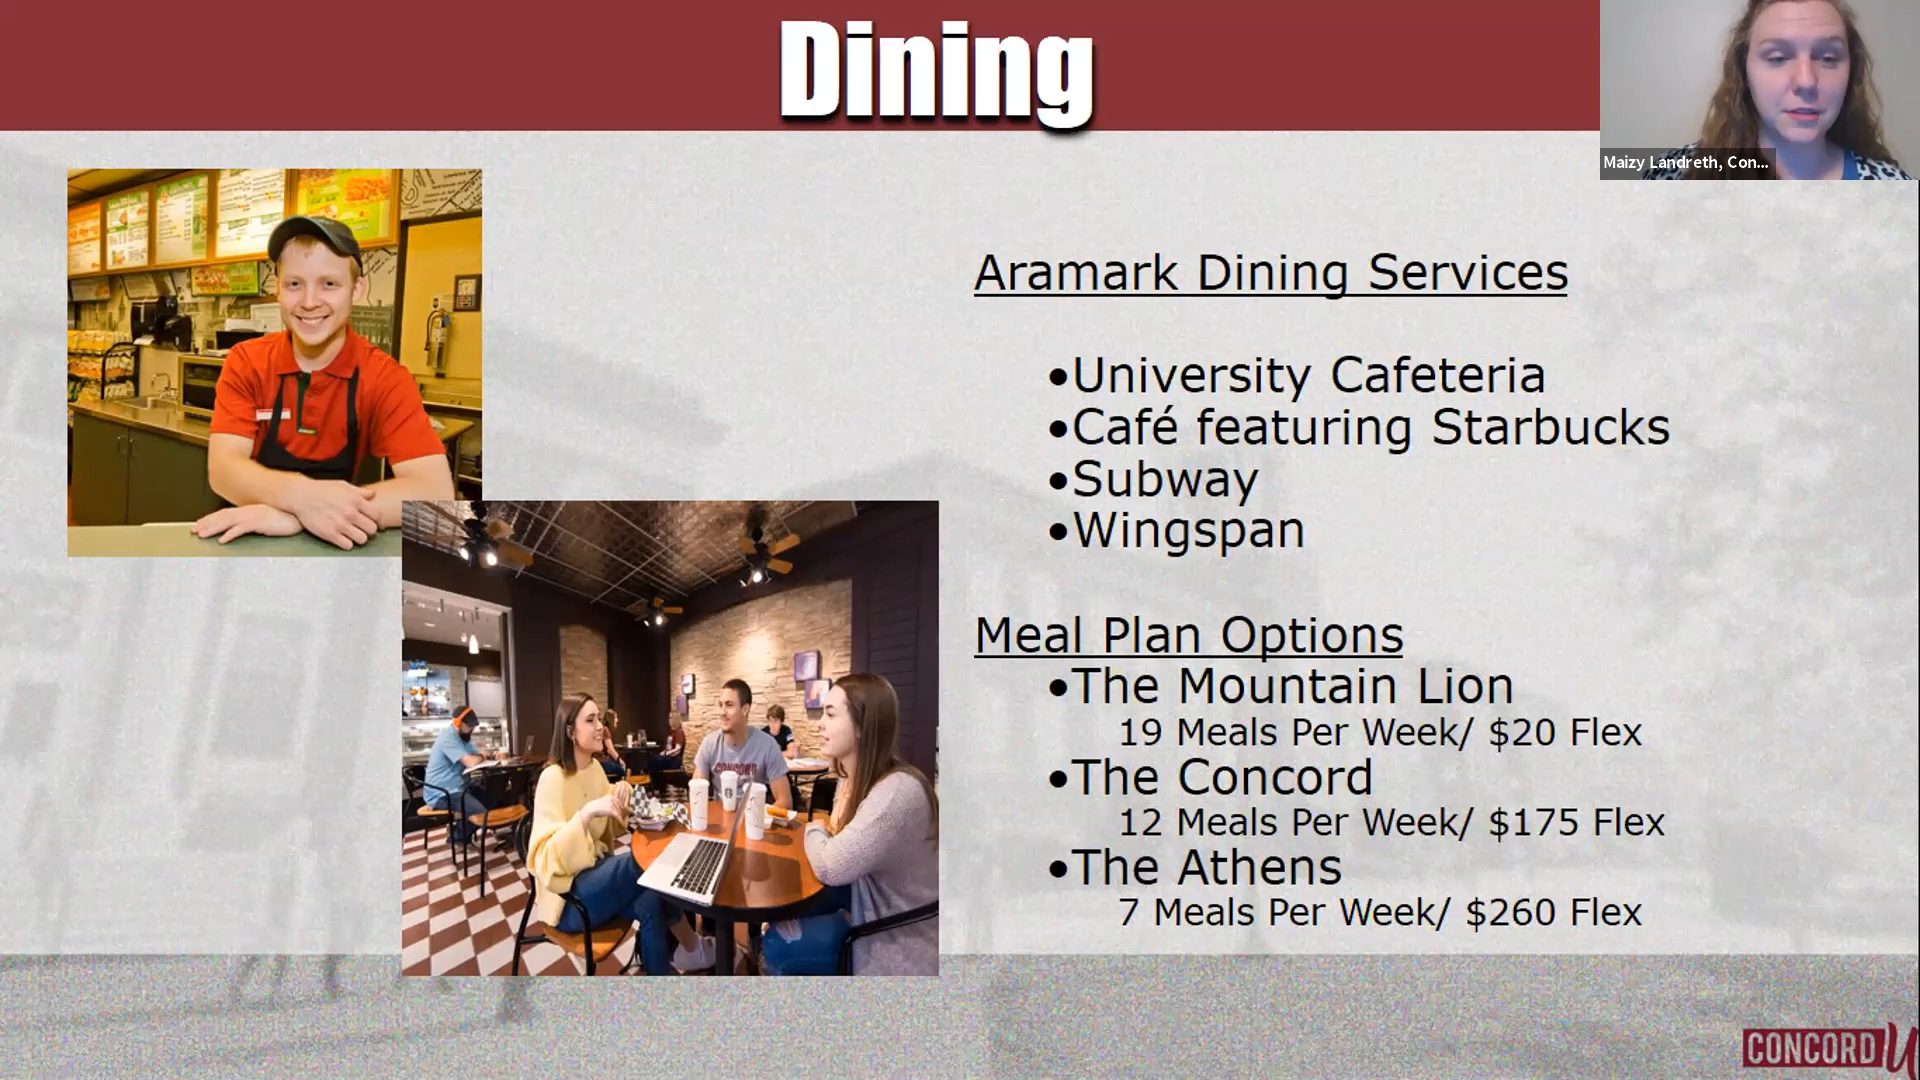 Dining
Maizy Landreth, Con...
Aramark Dining Services
•University Cafeteria
•Café featuring Starbucks
•Subway
•Wingspan
Meal Plan Options
•The Mountain Lion
19 Meals Per Week/ $20 Flex
•The Concord
12 Meals Per Week/ $175 Flex
•The Athens
7 Meals Per Week/ $260 Flex
CONCORD
CONCORD U